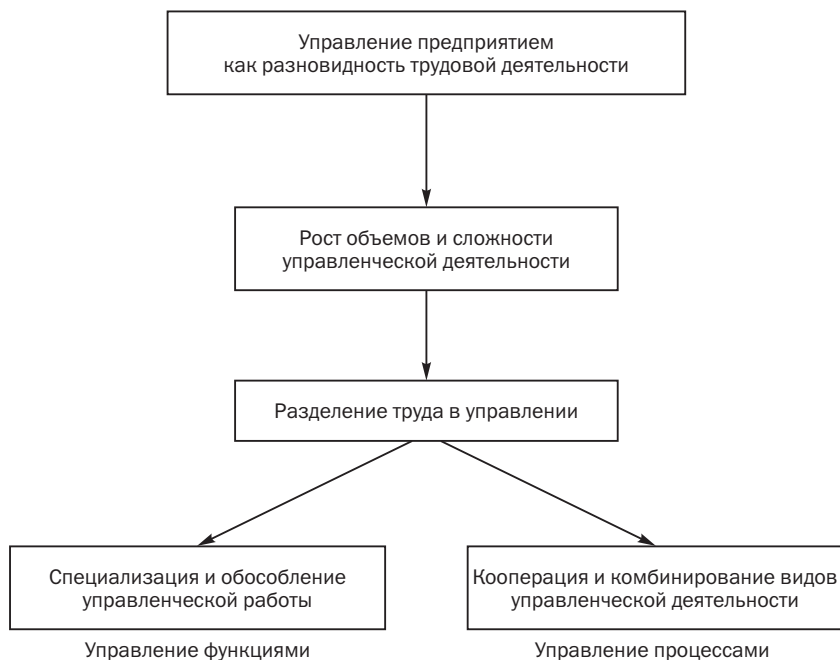 Управление предприятием
как разновидность трудовой деятельности
Рост объемов и сложности
управленческой деятельности
Разделение труда в управлении
Специализация и обособление
управленческой работы
Кооперация и комбинирование видов
управленческой деятельности
Управление функциями
Управление процессами